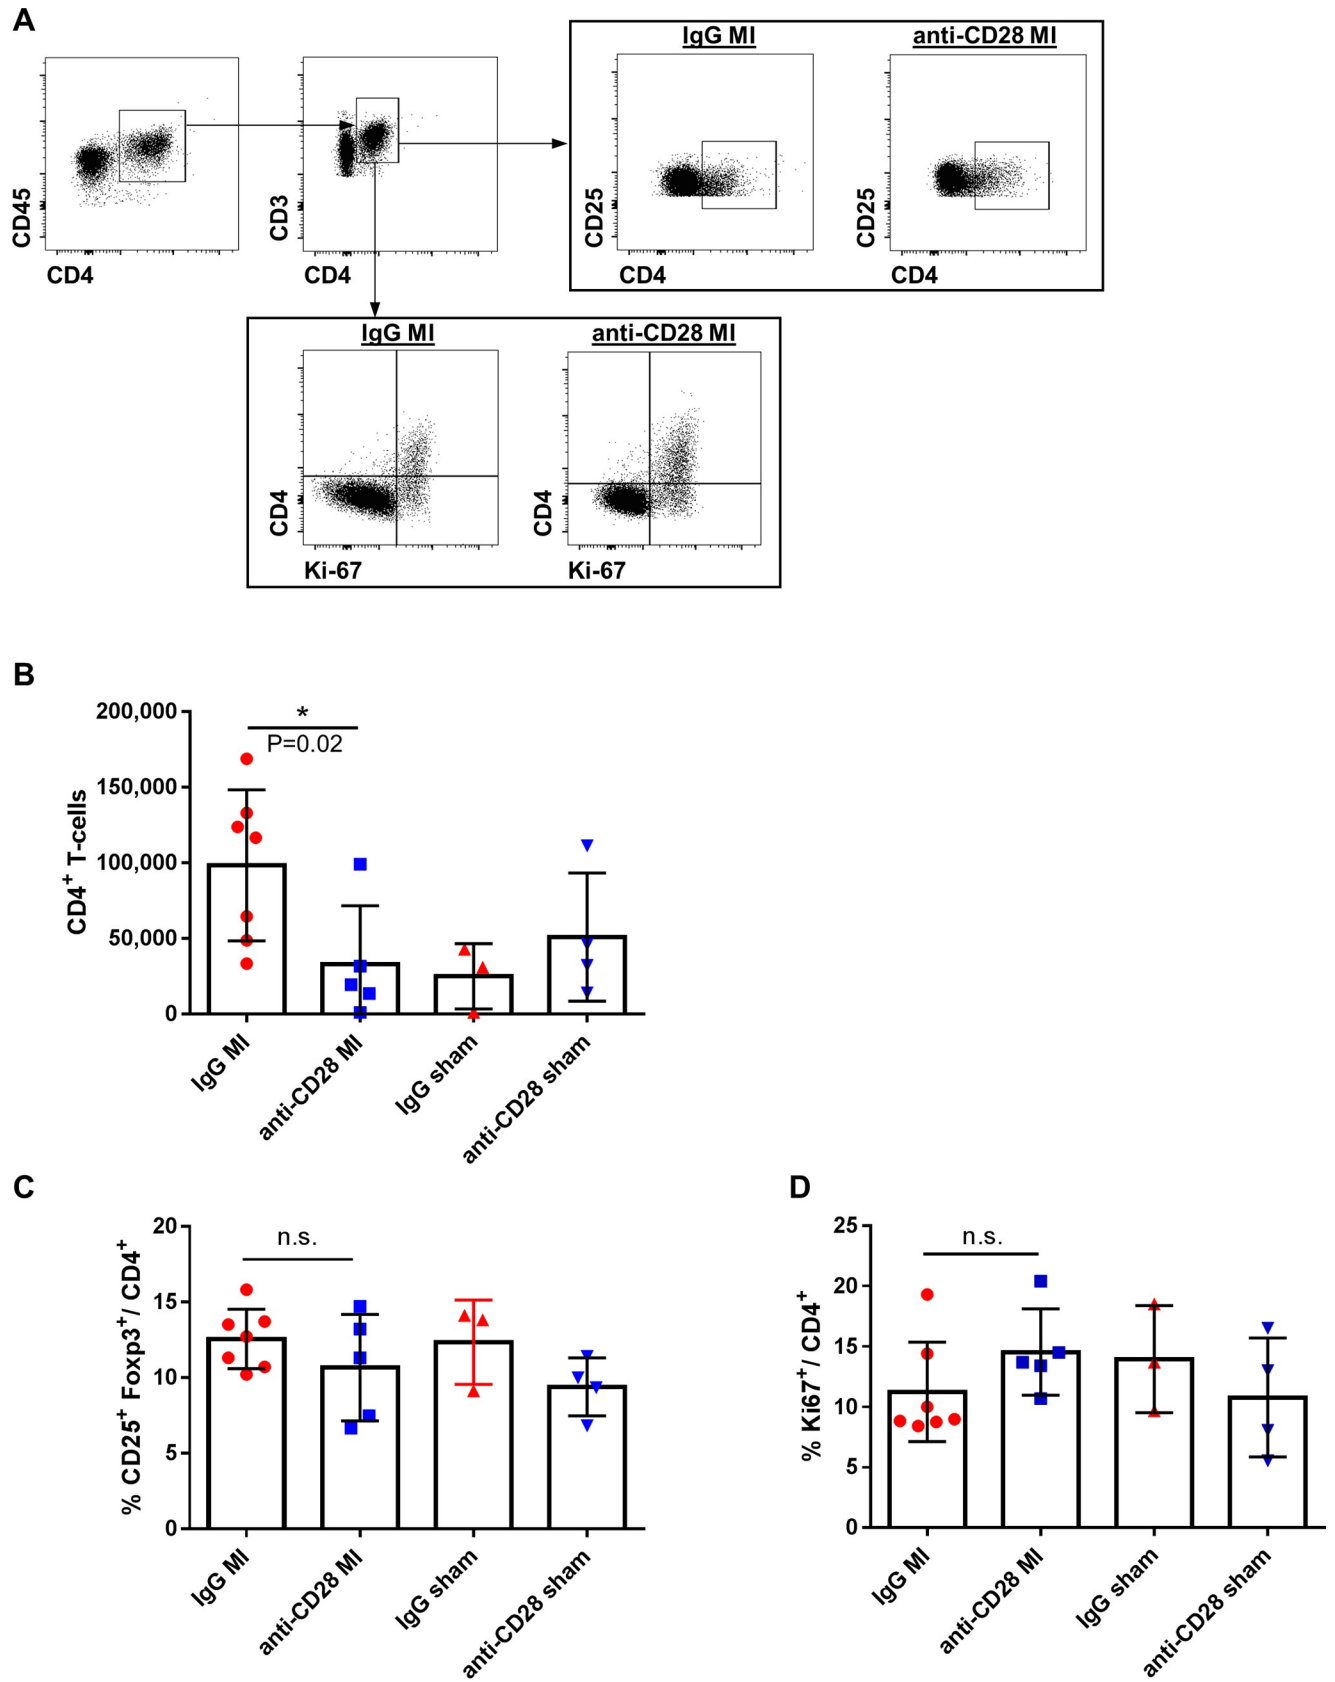 A
IgG MI
anti-CD28 MI
CD45
CD4
CD3
CD4
CD25
CD4
CD25
CD4
IgG MI
anti-CD28 MI
CD4
Ki-67
CD4
Ki-67
B
CD4+ T-cells
200,000
150,000
100,000
50,000
0
*
P=0.02
IgG MI
anti-CD28 MI
IgG sham
anti-CD28 sham
C
% CD25+ Foxp3+/ CD4+
20
15
10
5
0
n.s.
IgG MI
anti-CD28 MI
IgG sham
anti-CD28 sham
D
% Ki67+/ CD4+
25
20
15
10
5
0
n.s.
IgG MI
anti-CD28 MI
IgG sham
anti-CD28 sham